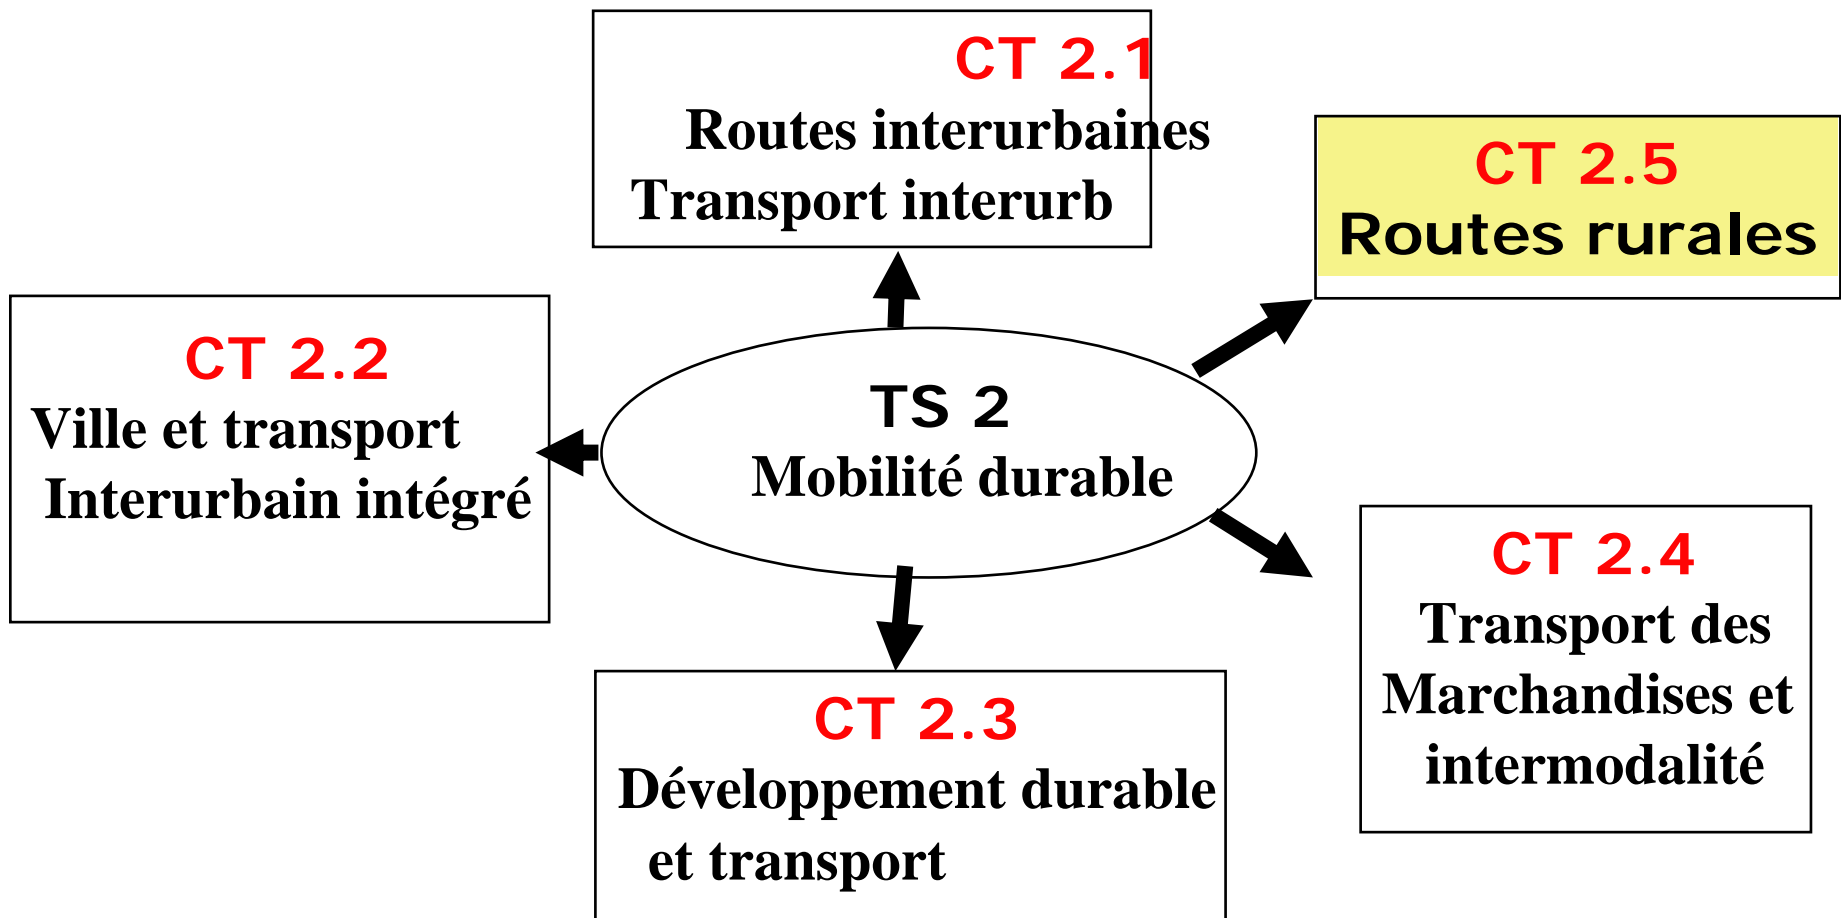 CT 2.1
Routes interurbaines
Transport interurb
CT 2.5
Routes rurales
CT 2.2
Ville et transport
Interurbain intégré
TS 2
Mobilité durable
CT 2.4
Transport des
Marchandises et
intermodalité
CT 2.3
Développement durable
et transport